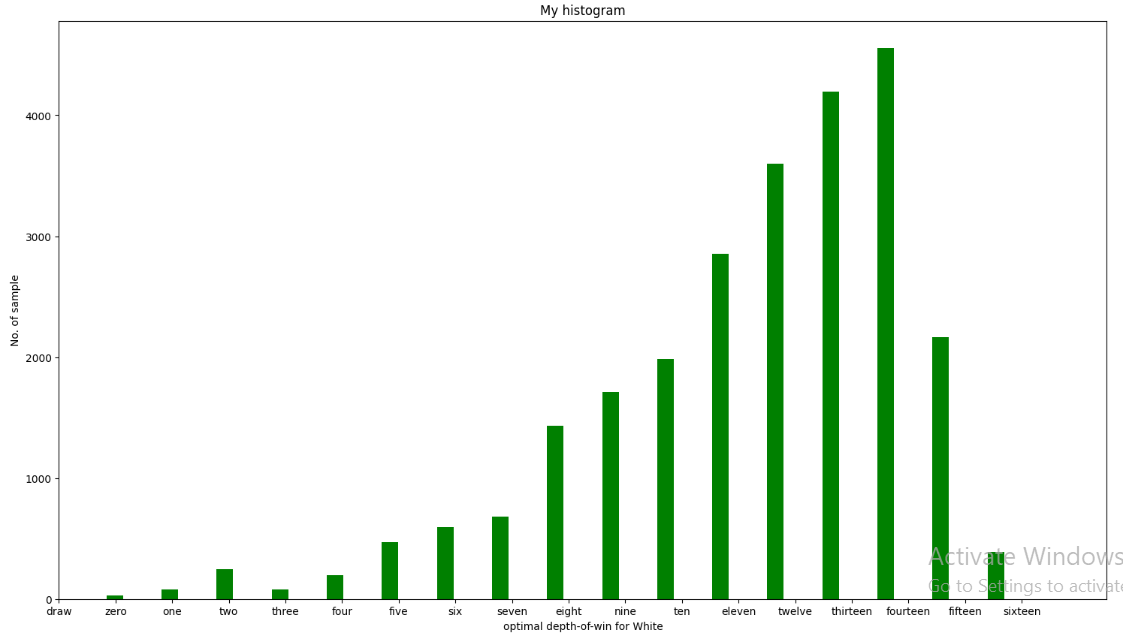 My histogram
4000
3000
2000
1000
0
No. of sample
draw zero one two three four five six seven eight nine ten eleven twelve thirteen fourteen fifteen sixteen
optimal depth-of-win for White
Activate Windows
Go to Settings to activate